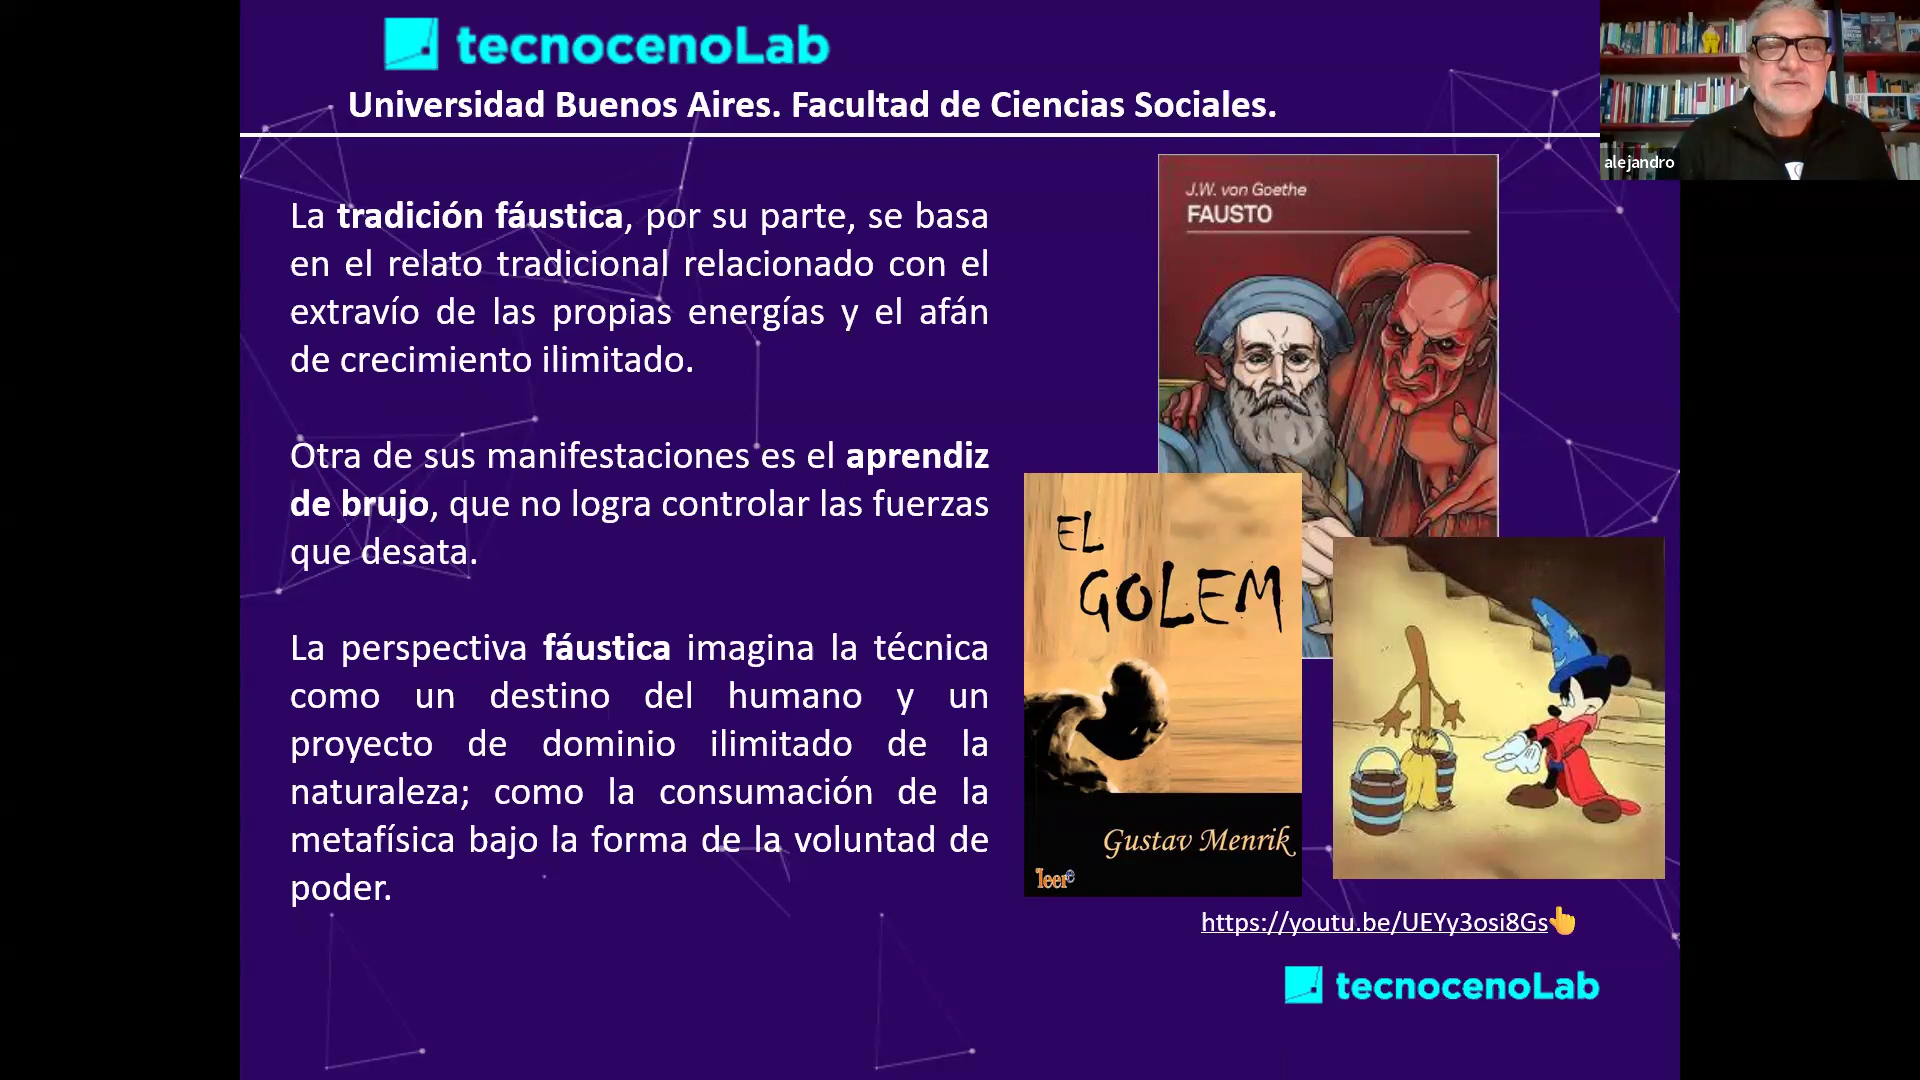 tecnocenoLab
Universidad Buenos Aires. Facultad de Ciencias Sociales.
alejandro
La tradición fáustica, por su parte, se basa
en el relato tradicional relacionado con el
extravío de las propias energías y el afán
de crecimiento ilimitado.
Otra de sus manifestaciones es el aprendiz
de brujo, que no logra controlar las fuerzas
que desata.
La perspectiva fáustica imagina la técnica
como un destino del humano y un
proyecto de dominio ilimitado de la
naturaleza; como la consumación de la
metafísica bajo la forma de la voluntad de
poder.
J.W. von Goethe
FAUSTO
EL
GOLEM
Gustav Menrik
leer-e
https://youtu.be/UEYy3osi8Gs
tecnocenoLab